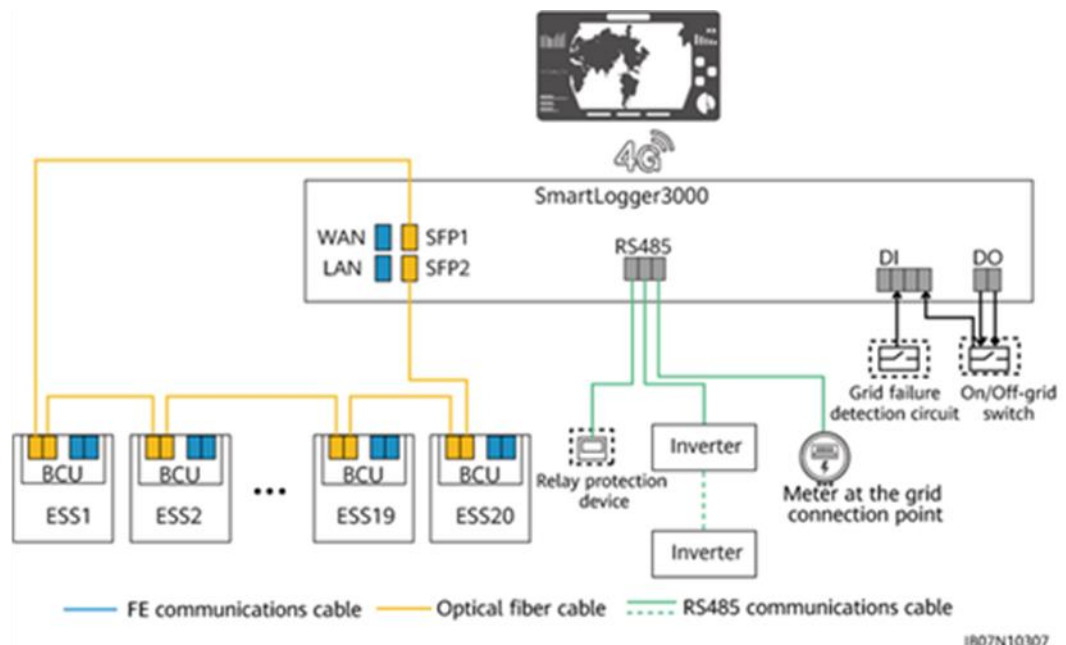 4G
SmartLogger3000
WAN
SFP1
LAN
SFP2
RS485
DI
DO
Grid failure
detection circuit
On/Off-grid
switch
BCU
ESS1
BCU
ESS2
...
BCU
ESS19
BCU
ESS20
Relay protection
device
Inverter
Inverter
Meter at the grid
connection point
FE communications cable
Optical fiber cable
RS485 communications cable
IB07N10307